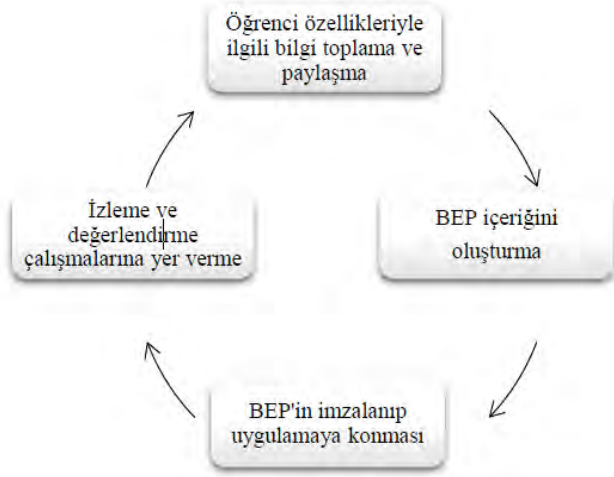 Öğrenci özellikleriyle
ilgili bilgi toplama ve
paylaşma
BEP içeriğini
oluşturma
BEP'in imzalanıp
uygulamaya konması
İzleme ve
değerlendirme
çalışmalarına yer verme